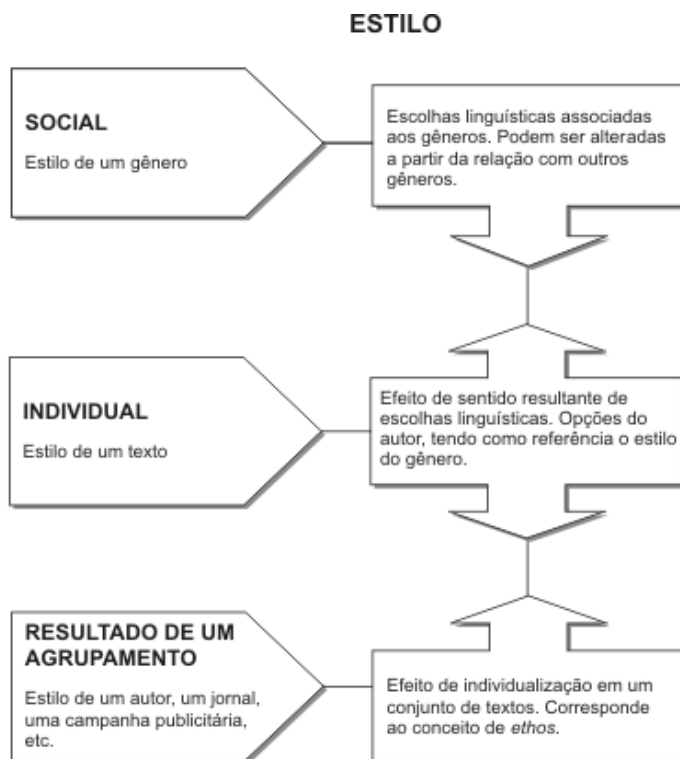 ESTILO
SOCIAL
Estilo de um gênero
Escolhas linguísticas associadas
aos gêneros. Podem ser alteradas
a partir da relação com outros
gêneros.
INDIVIDUAL
Estilo de um texto
Efeito de sentido resultante de
escolhas linguísticas. Opções do
autor, tendo como referência o estilo
do gênero.
RESULTADO DE UM
AGRUPAMENTO
Estilo de um autor, um jornal,
uma campanha publicitária,
etc.
Efeito de individualização em um
conjunto de textos. Corresponde
ao conceito de ethos.